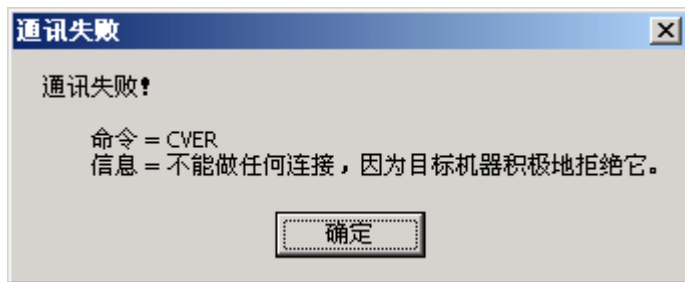 通讯失败
通讯失败!
命令 = CVER
信息 = 不能做任何连接，因为目标机器积极地拒绝它。
确定